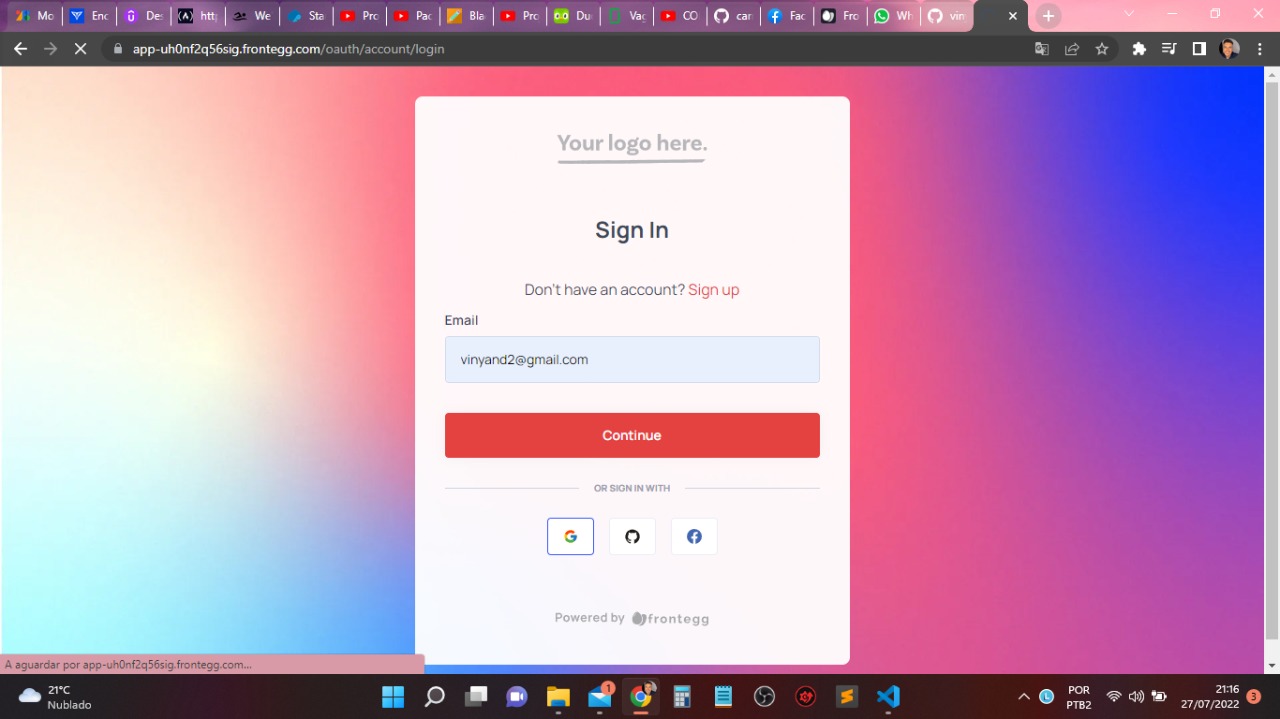 Mo
Enc
Des
http
We
Sta
Pro
Pac
Bla
Pro
Du
Vag
CO
car
Fac
Fro
Wh
vin
app-uh0nf2q56sig.frontegg.com/oauth/account/login
Your logo here.
Sign In
Don't have an account? Sign up
Email
vinyand2@gmail.com
Continue
OR SIGN IN WITH
Powered by frontegg
A aguardar por app-uh0nf2q56sig.frontegg.com...
21°C
Nublado
1
POR
PTB2
21:16
27/07/2022
3